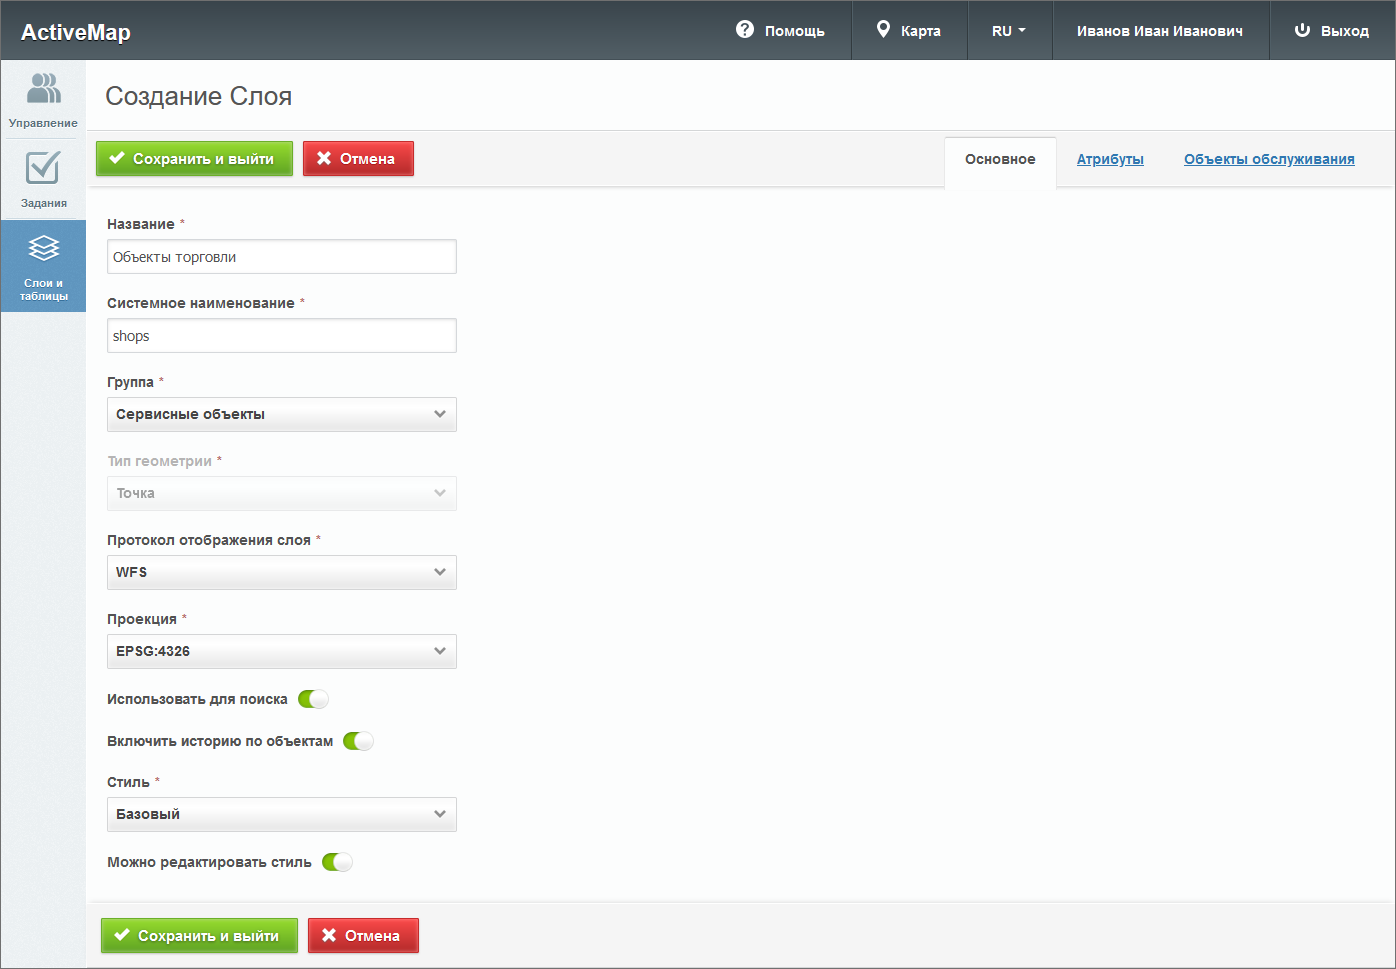 ActiveMap
Помощь
Карта
RU
Иванов Иван Иванович
Выход
Управление
Задания
Слои и
таблицы
Создание Слоя
Сохранить и выйти
Отмена
Основное
Атрибуты
Объекты обслуживания
Название *
Объекты торговли
Системное наименование *
shops
Группа *
Сервисные объекты
Тип геометрии *
Точка
Протокол отображения слоя *
WFS
Проекция *
EPSG:4326
Использовать для поиска
Включить историю по объектам
Стиль *
Базовый
Можно редактировать стиль
Сохранить и выйти
Отмена